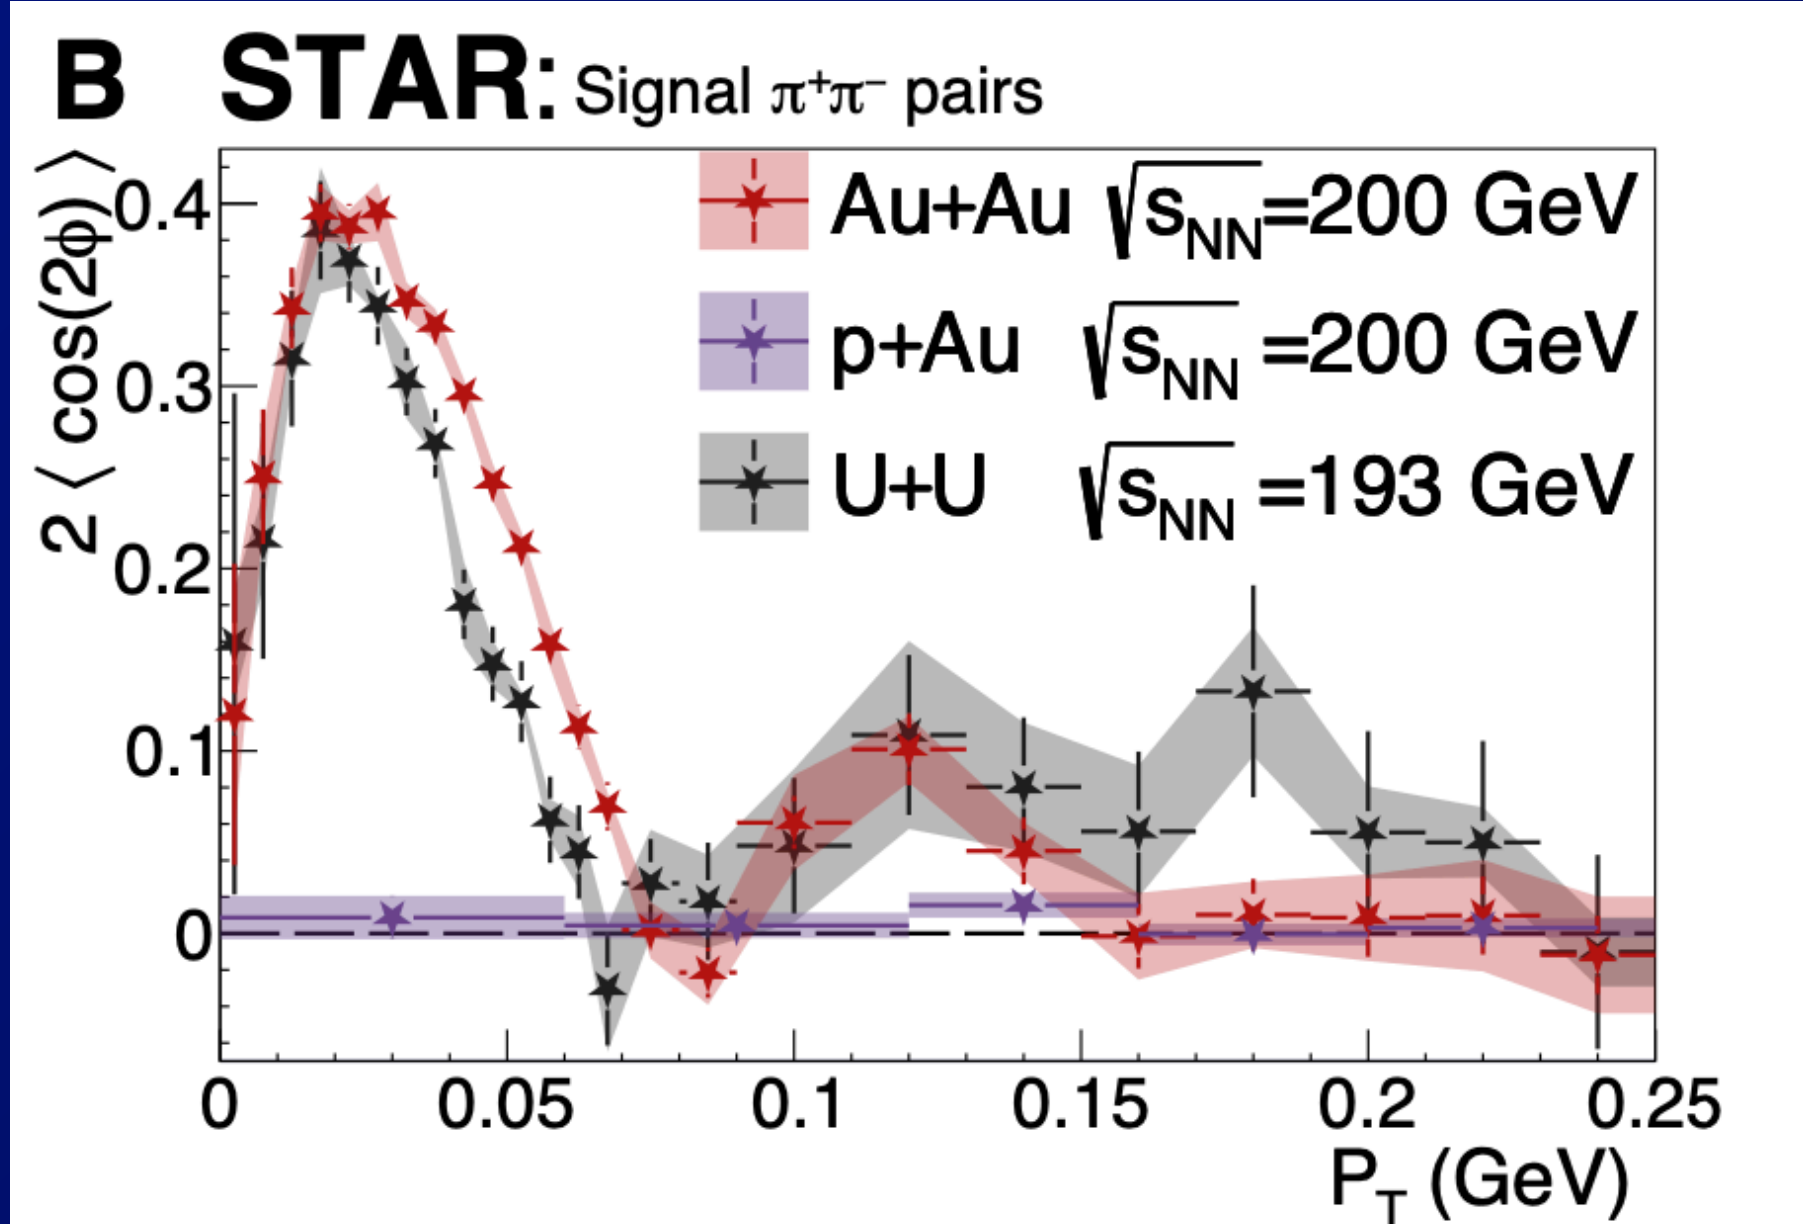 B STAR: Signal π⁺π⁻ pairs
2 ⟨ cos(2ϕ) ⟩
0.4
0.3
0.2
0.1
0
Au+Au √sNN=200 GeV
p+Au √sNN =200 GeV
U+U √sNN =193 GeV
0 0.05 0.1 0.15 0.2 0.25
PT (GeV)